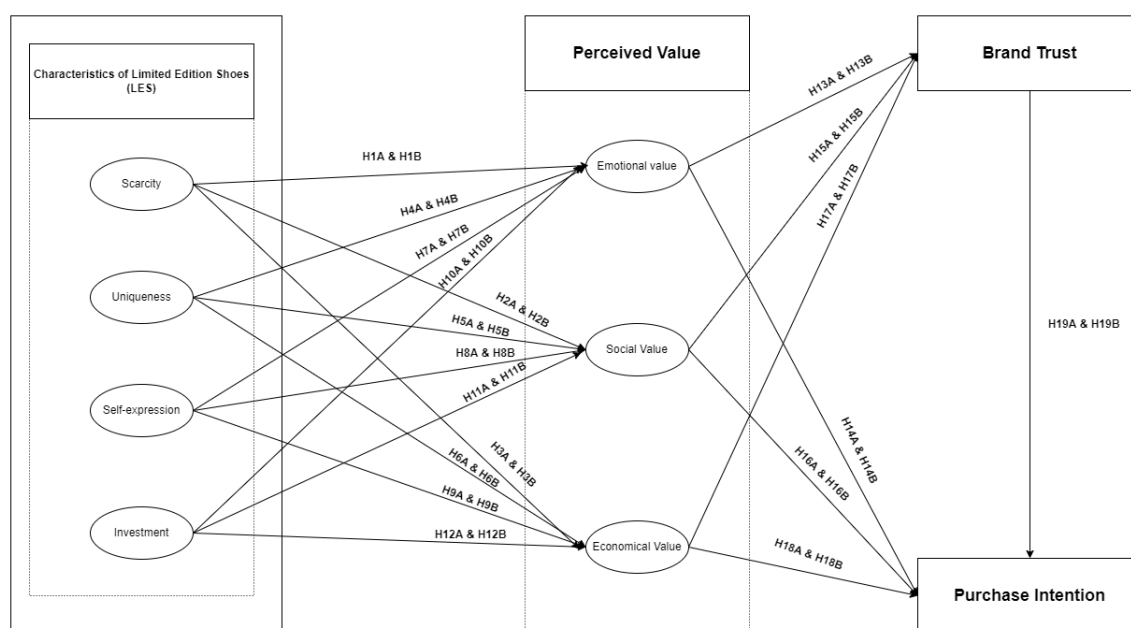 Characteristics of Limited Edition Shoes
(LES)
Perceived Value
Brand Trust
Scarcity
Uniqueness
Self-expression
Investment
H1A & H1B
H4A & H4B
H7A & H7B
H10A & H10B
H2A & H2B
H5A & H5B
H8A & H8B
H11A & H11B
H3A & H3B
H6A & H6B
H9A & H9B
H12A & H12B
Emotional value
Social Value
Economical Value
H13A & H13B
H15A & H15B
H17A & H17B
H14A & H14B
H16A & H16B
H18A & H18B
H19A & H19B
Purchase Intention